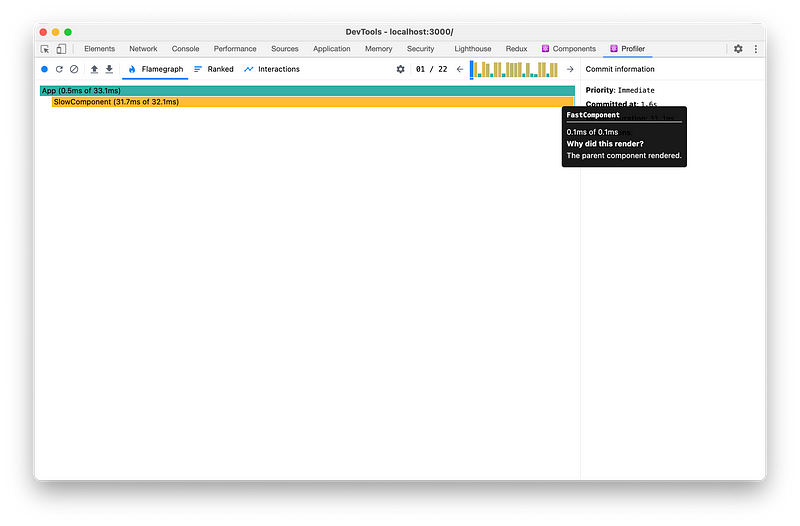 DevTools - localhost:3000/
Elements Network Console Performance Sources Application Memory Security Lighthouse Redux Components Profiler
Flamegraph Ranked Interactions 01 / 22 Commit information
App (0.5ms of 33.1ms)
SlowComponent (31.7ms of 32.1ms)
Priority: Immediate
Committed at: 1.6s
FastComponent
0.1ms of 0.1ms
Why did this render?
The parent component rendered.